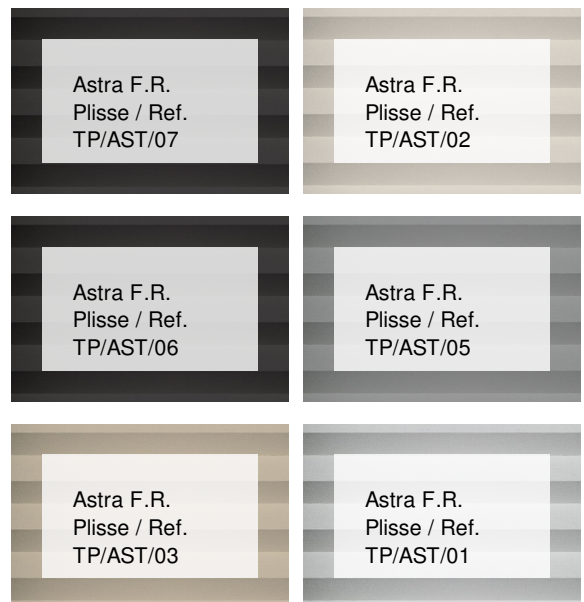 Astra F.R.
Plisse / Ref.
TP/AST/07
Astra F.R.
Plisse / Ref.
TP/AST/02
Astra F.R.
Plisse / Ref.
TP/AST/06
Astra F.R.
Plisse / Ref.
TP/AST/05
Astra F.R.
Plisse / Ref.
TP/AST/03
Astra F.R.
Plisse / Ref.
TP/AST/01